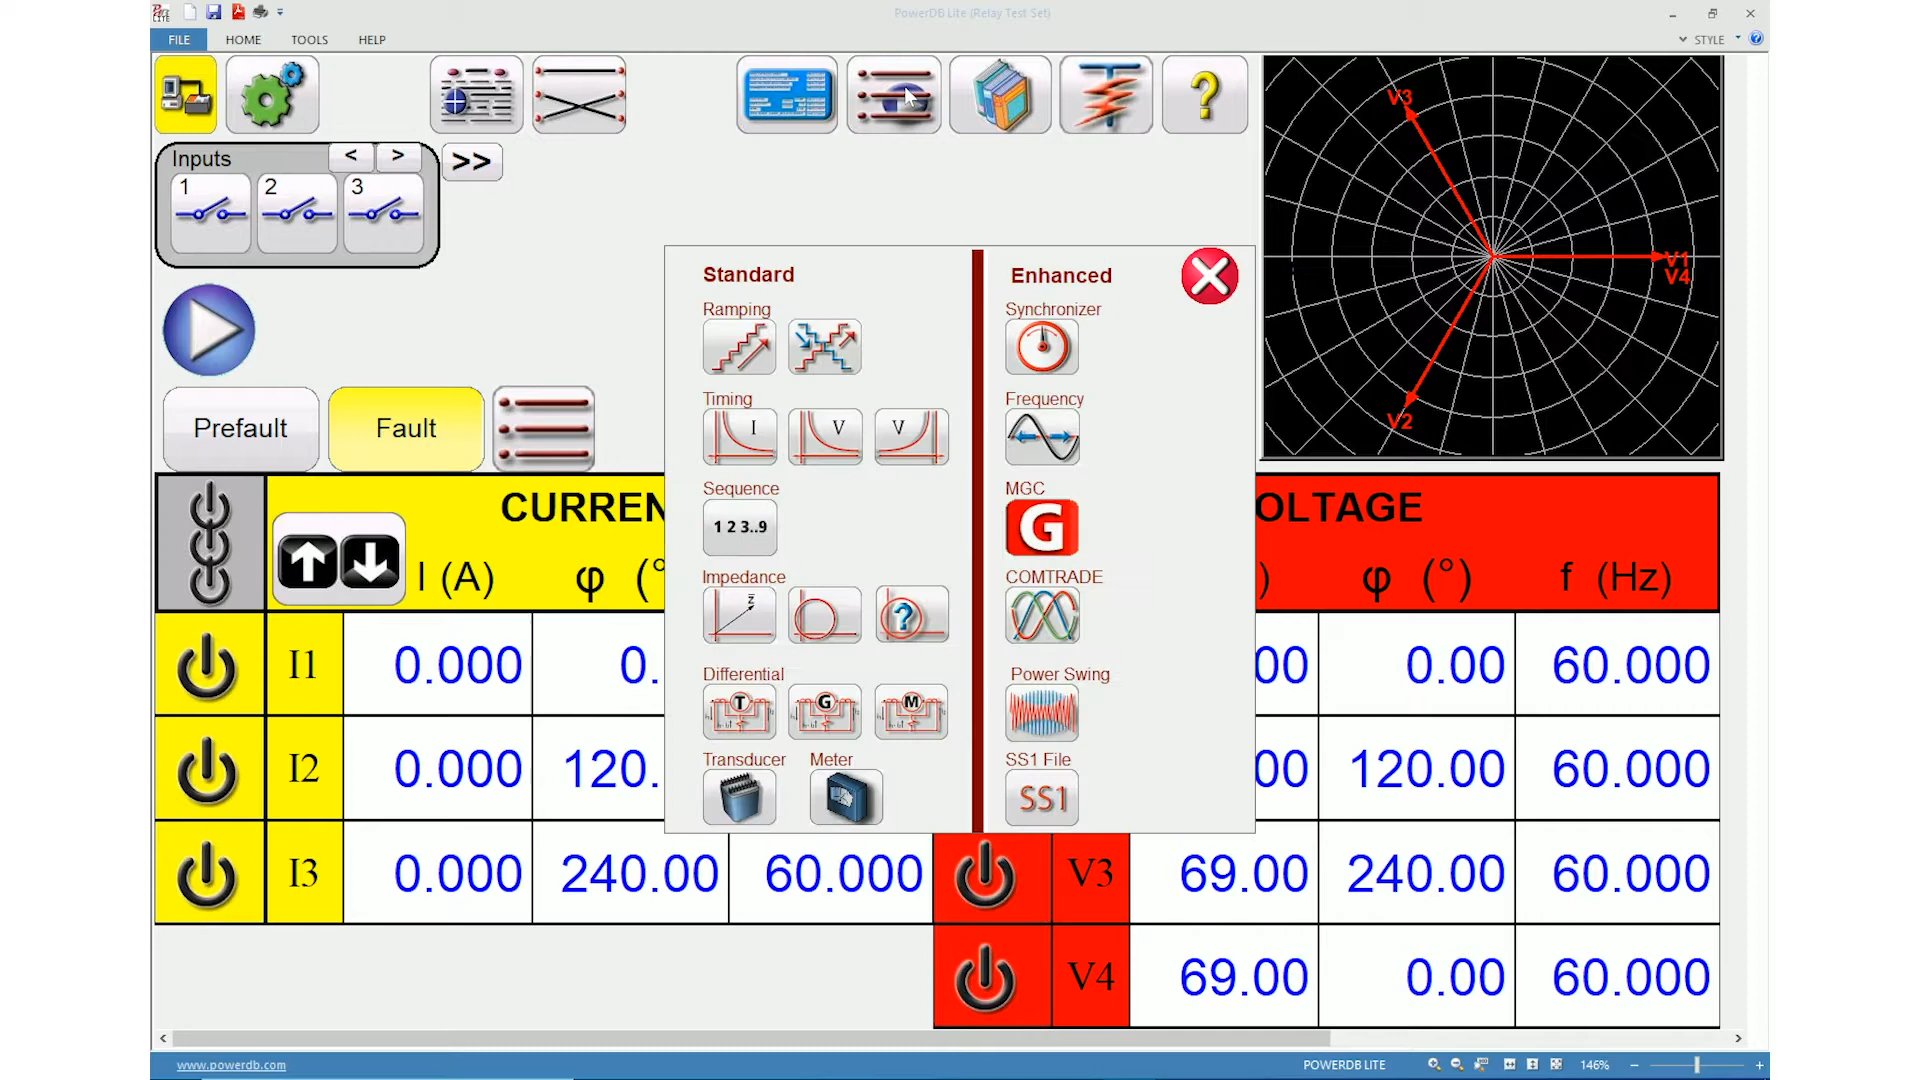 PowerDB Lite (Relay Test Set)
FILE HOME TOOLS HELP
STYLE
Inputs < > >>
1 2 3
V3
V1
V4
V2
Standard Enhanced
Ramping Synchronizer
Timing Frequency
I V V
Sequence MGC
1 2 3..9 G
Impedance COMTRADE
Z ?
Differential Power Swing
T G M
Transducer Meter SS1 File
SS1
Prefault Fault
CURREN OLTAGE
I (A) φ (° ) φ (°) f (Hz)
I1 0.000 0. 00 0.00 60.000
I2 0.000 120. 00 120.00 60.000
I3 0.000 240.00 60.000 V3 69.00 240.00 60.000
V4 69.00 0.00 60.000
www.powerdb.com POWERDB LITE 146%